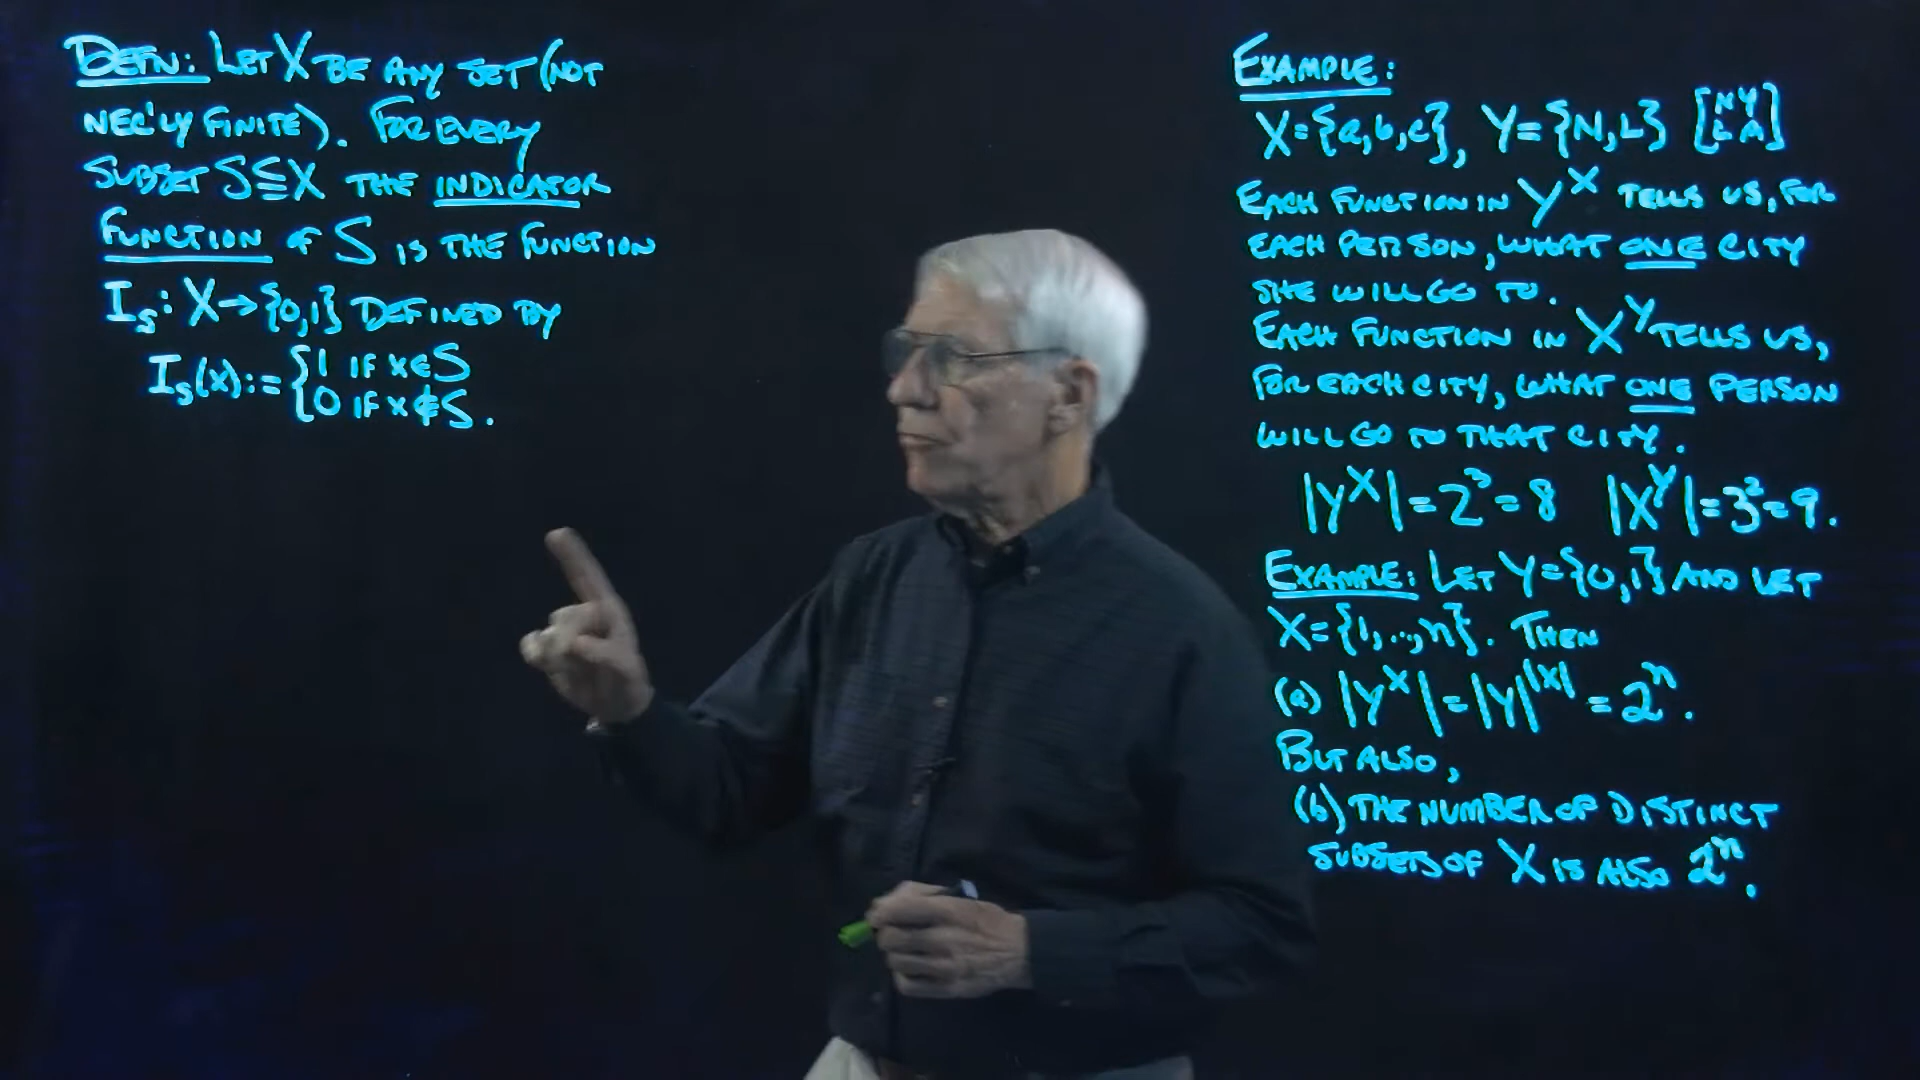 DEFN: LET X BE ANY SET (NOT
NEC'LY FINITE). FOR EVERY
SUBSET S⊆X THE INDICATOR
FUNCTION OF S IS THE FUNCTION
I_S: X→{0,1} DEFINED BY
I_S(x):= {1 IF x∈S
{0 IF x∉S.
EXAMPLE:
X={a,b,c}, Y={N,L} [NY
LA]
EACH FUNCTION IN Y^X TELLS US, FOR
EACH PERSON, WHAT ONE CITY
SHE WILL GO TO.
EACH FUNCTION IN X^Y TELLS US,
FOR EACH CITY, WHAT ONE PERSON
WILL GO TO THAT CITY.
|Y^X|=2^3=8 |X^Y|=3^2=9.
EXAMPLE: LET Y={0,1} AND LET
X={1,..,n}. THEN
(a) |Y^X|=|Y|^|X|=2^n.
BUT ALSO,
(b) THE NUMBER OF DISTINCT
SUBSETS OF X IS ALSO 2^n.